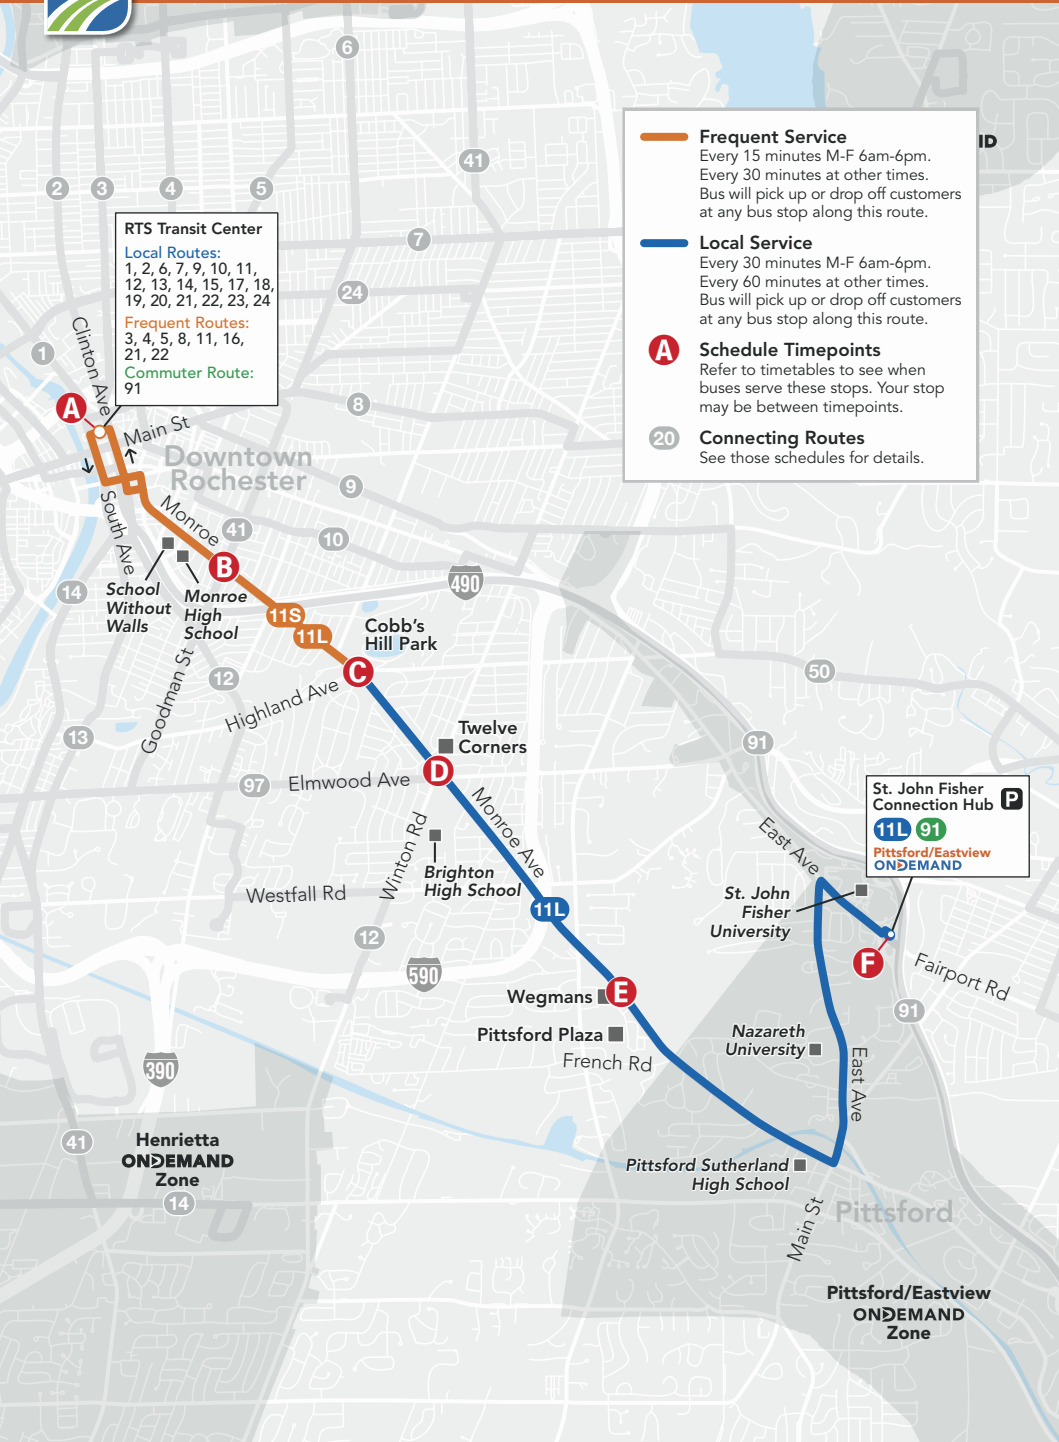 6
41
2
3
4
5
7
24
1
8
9
41
10
14
490
12
50
13
91
97
12
590
91
390
41
14
ID
Frequent Service
Every 15 minutes M-F 6am-6pm.
Every 30 minutes at other times.
Bus will pick up or drop off customers
at any bus stop along this route.
Local Service
Every 30 minutes M-F 6am-6pm.
Every 60 minutes at other times.
Bus will pick up or drop off customers
at any bus stop along this route.
A
Schedule Timepoints
Refer to timetables to see when
buses serve these stops. Your stop
may be between timepoints.
20
Connecting Routes
See those schedules for details.
RTS Transit Center
Local Routes:
1, 2, 6, 7, 9, 10, 11,
12, 13, 14, 15, 17, 18,
19, 20, 21, 22, 23, 24
Frequent Routes:
3, 4, 5, 8, 11, 16,
21, 22
Commuter Route:
91
Clinton Ave
A
Main St
Downtown
Rochester
South Ave
Monroe
B
School
Without
Walls
Monroe
High
School
11S
11L
Cobb's
Hill Park
C
Goodman St
Highland Ave
Twelve
Corners
D
Elmwood Ave
Monroe Ave
Winton Rd
Brighton
High School
Westfall Rd
11L
St. John Fisher
Connection Hub
P
11L
91
Pittsford/Eastview
ONDEMAND
East Ave
St. John
Fisher
University
F
Fairport Rd
Wegmans
E
Pittsford Plaza
French Rd
Nazareth
University
East Ave
Henrietta
ONDEMAND
Zone
Pittsford Sutherland
High School
Main St
Pittsford
Pittsford/Eastview
ONDEMAND
Zone